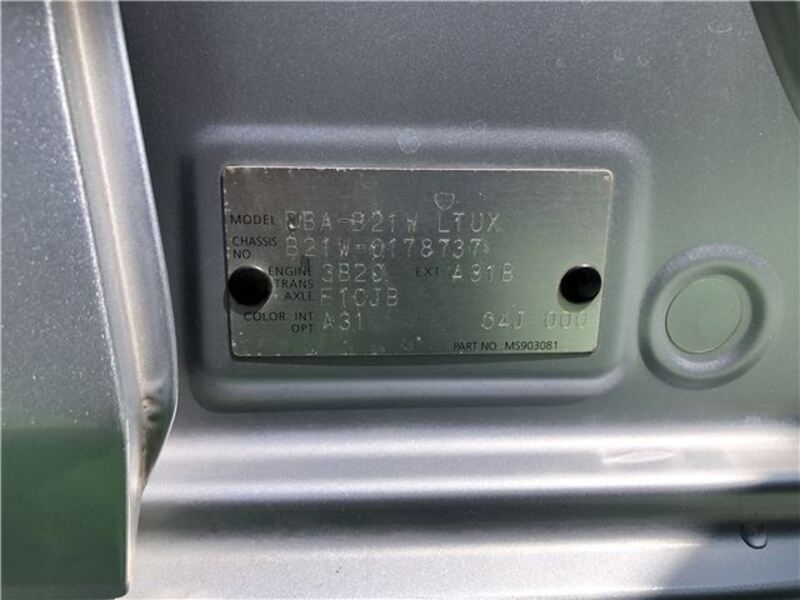 MODEL DBA-B21W LTUX
CHASSIS NO. B21W-0178737
ENGINE 3B20 EXT A31B
TRANS AXLE F1CJB
COLOR. INT OPT. A31 04J 000
PART NO : MS903081